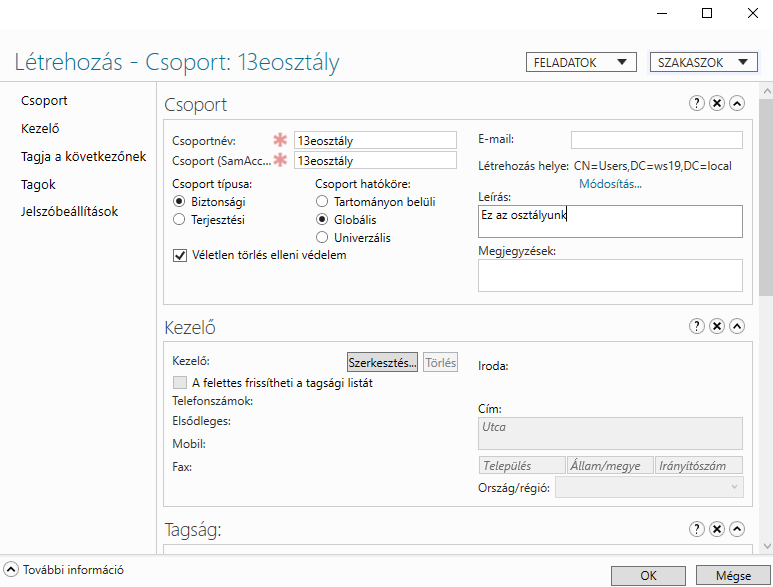 Létrehozás - Csoport: 13eosztály
FELADATOK
SZAKASZOK
Csoport
Kezelő
Tagja a következőnek
Tagok
Jelszóbeállítások
Csoport
Csoportnév:
13eosztály
Csoport (SamAcc...
13eosztály
Csoport típusa:
Biztonsági
Terjesztési
Csoport hatóköre:
Tartományon belüli
Globális
Univerzális
Véletlen törlés elleni védelem
E-mail:
Létrehozás helye: CN=Users,DC=ws19,DC=local
Módosítás...
Leírás:
Ez az osztályunk
Megjegyzések:
Kezelő
Kezelő:
Szerkesztés...
Törlés
A felettes frissítheti a tagsági listát
Telefonszámok:
Elsődleges:
Mobil:
Fax:
Iroda:
Cím:
Utca
Település
Állam/megye
Irányítószám
Ország/régió:
Tagság:
További információ
OK
Mégse